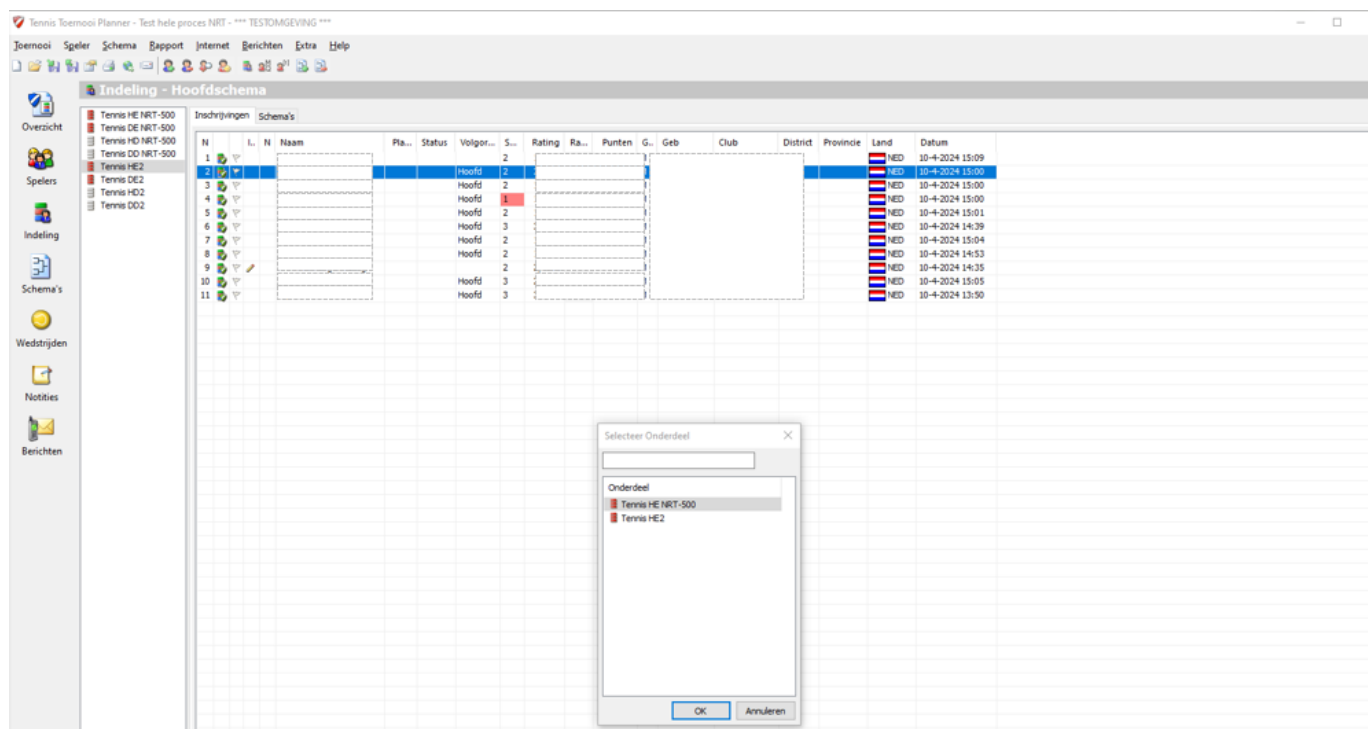 Tennis Toernooi Planner - Test hele proces NRT - *** TESTOMGEVING ***
Toernooi Speler Schema Rapport Internet Berichten Extra Help
Indeling - Hoofdschema
Overzicht
Spelers
Indeling
Schema's
Wedstrijden
Notities
Berichten
Tennis HE NRT-500
Tennis DE NRT-500
Tennis HD NRT-500
Tennis DD NRT-500
Tennis HE2
Tennis DE2
Tennis HD2
Tennis DD2
Inschrijvingen Schema's
N I.. N Naam Pla... Status Volgor... S... Rating Ra... Punten G.. Geb Club District Provincie Land Datum
1 2 NED 10-4-2024 15:09
2 Hoofd 2 NED 10-4-2024 15:00
3 Hoofd 2 NED 10-4-2024 15:00
4 Hoofd 1 NED 10-4-2024 15:00
5 Hoofd 2 NED 10-4-2024 15:01
6 Hoofd 3 NED 10-4-2024 14:39
7 Hoofd 2 NED 10-4-2024 15:04
8 Hoofd 2 NED 10-4-2024 14:53
9 2 NED 10-4-2024 14:35
10 Hoofd 3 NED 10-4-2024 15:05
11 Hoofd 3 NED 10-4-2024 13:50
Selecteer Onderdeel
Onderdeel
Tennis HE NRT-500
Tennis HE2
OK Annuleren